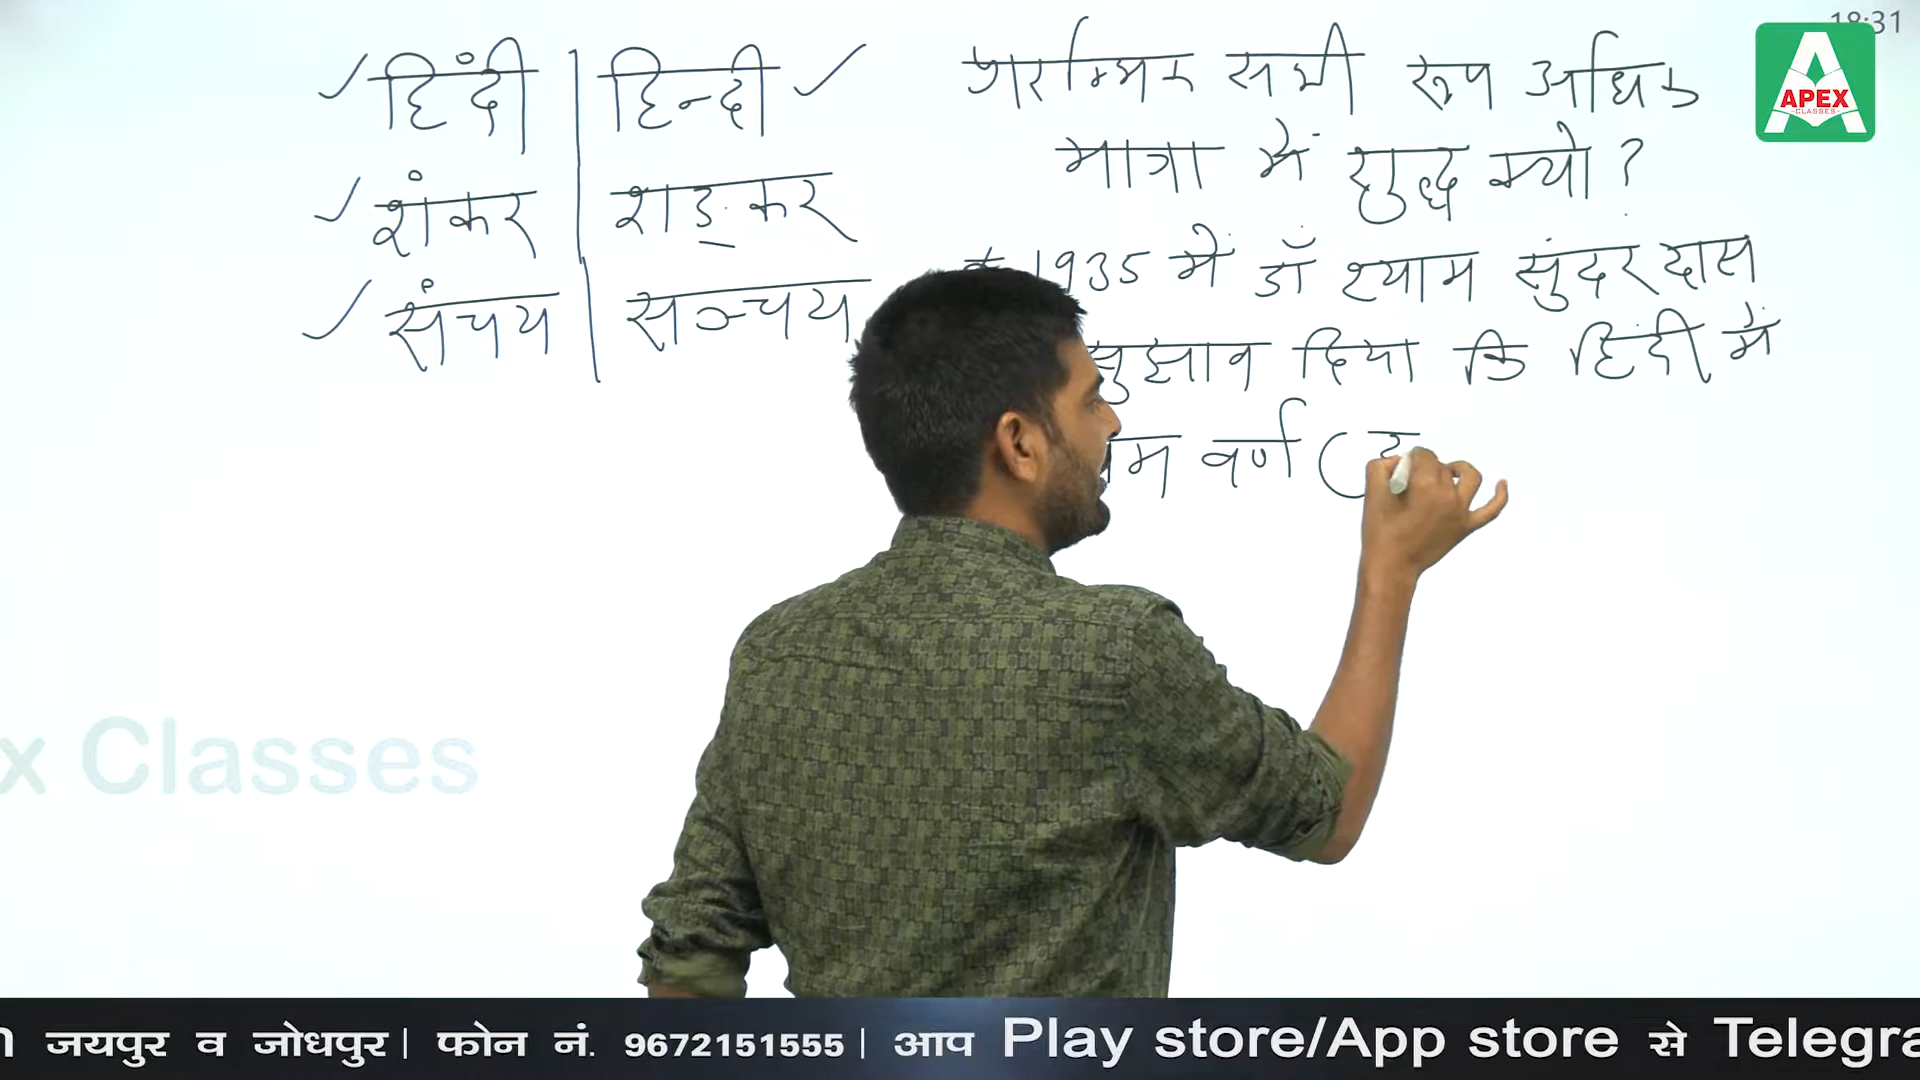 18:31
APEX
CLASSES
हिंदी | हिन्दी
शंकर | शङ्कर
संचय | सञ्चय
प्रारम्भिक सभी रूप अधिक
मात्रा में शुद्ध क्यों?
1935 में डॉ श्याम सुंदर दास
सुझाव दिया कि हिंदी में
वर्ण (
x Classes
जयपुर व जोधपुर| फोन नं. 9672151555| आप Play store/App store से Telegra